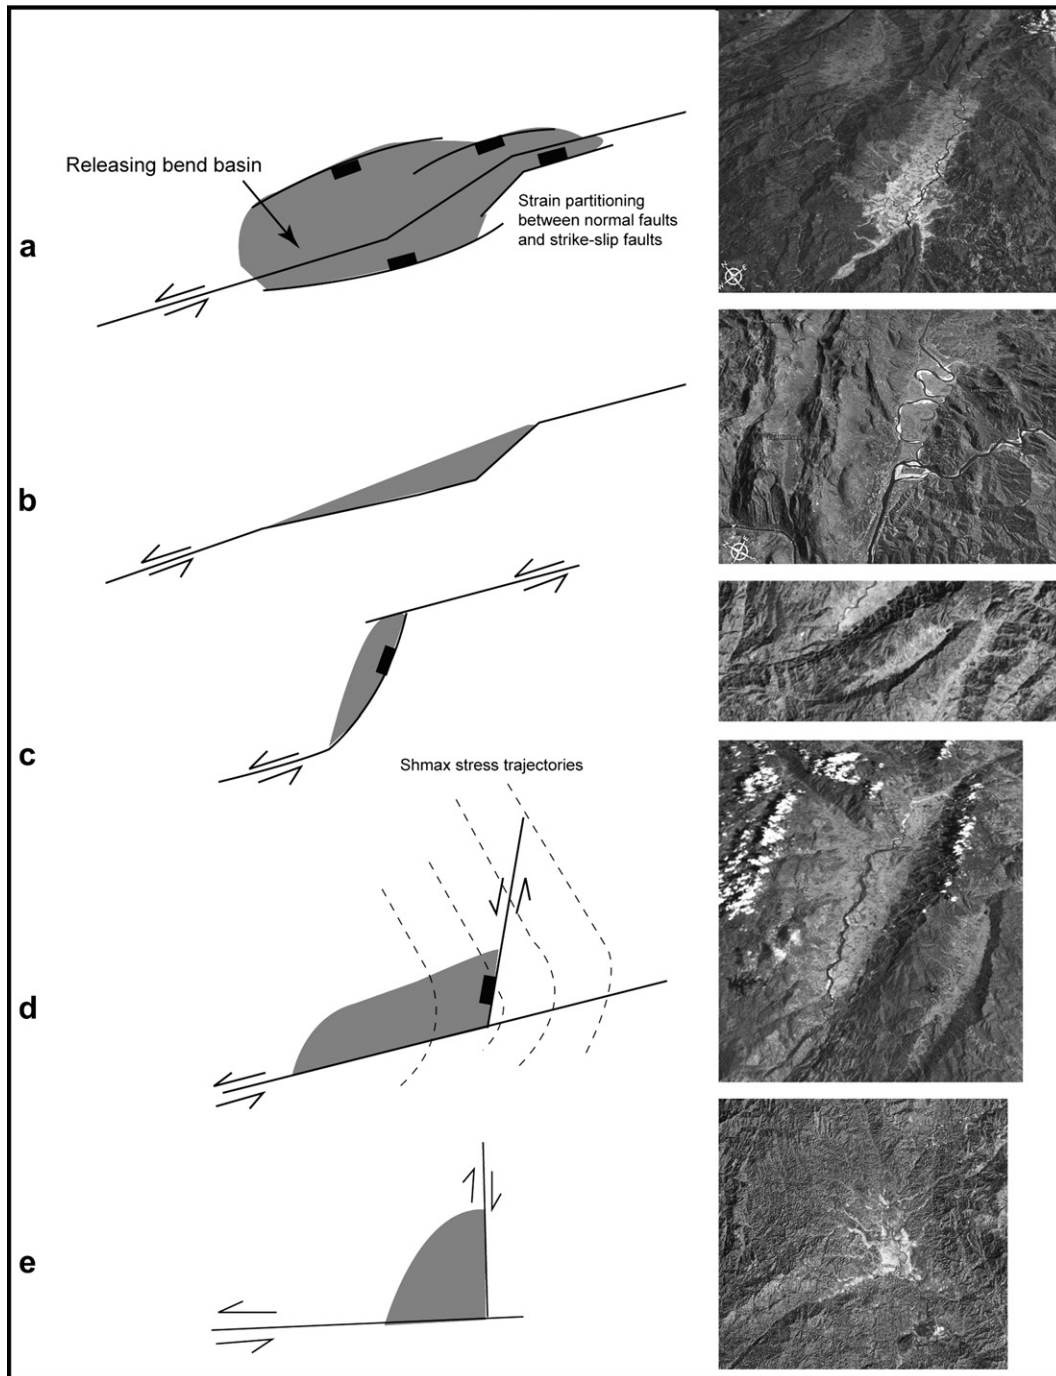 Releasing bend basin
Strain partitioning
between normal faults
and strike-slip faults
a
b
c
Shmax stress trajectories
d
e